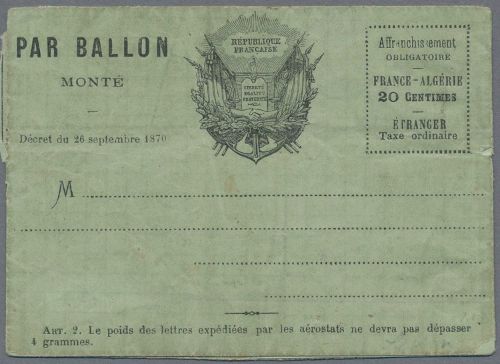 PAR BALLON
MONTÉ
Décret du 26 septembre 1870
RÉPUBLIQUE
FRANÇAISE
LIBERTÉ
EGALITÉ
FRATERNITÉ
Affranchissement
OBLIGATOIRE
FRANCE-ALGÉRIE
20 CENTIMES
ÉTRANGER
Taxe ordinaire
M
ART. 2. Le poids des lettres expédiées par les aérostats ne devra pas dépasser
4 grammes.